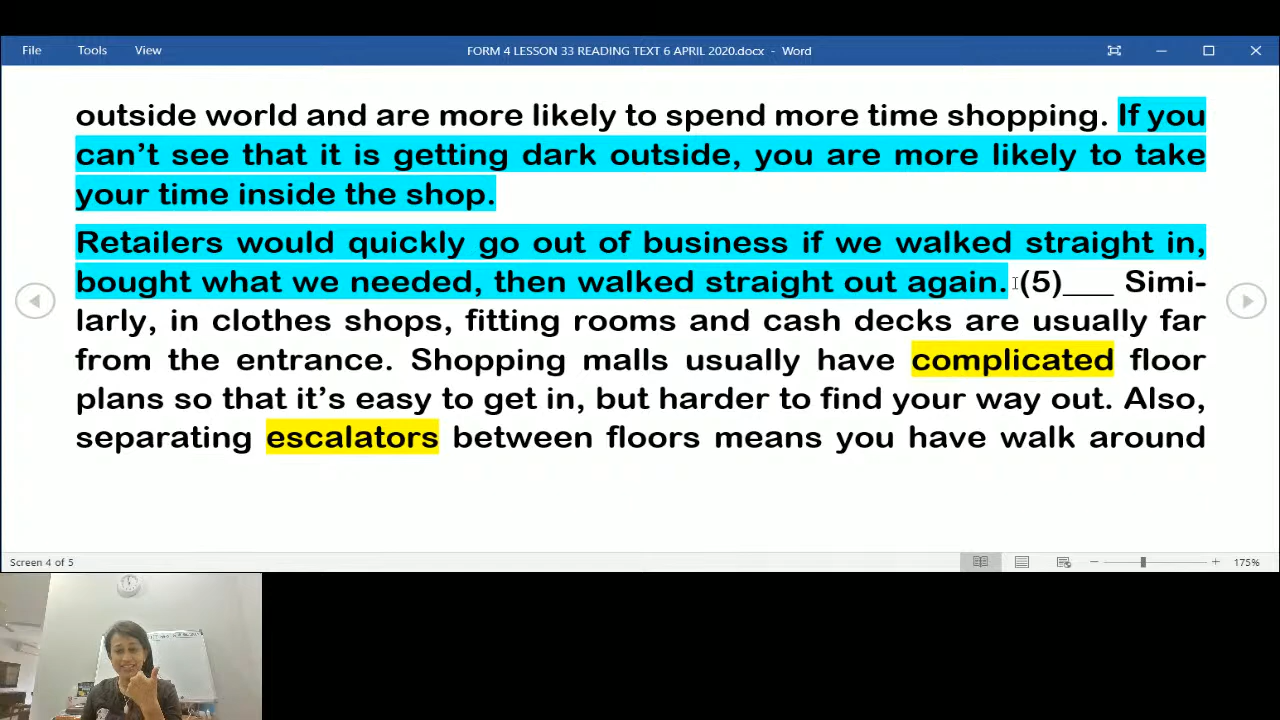 File Tools View FORM 4 LESSON 33 READING TEXT 6 APRIL 2020.docx - Word
outside world and are more likely to spend more time shopping. If you
can’t see that it is getting dark outside, you are more likely to take
your time inside the shop.
Retailers would quickly go out of business if we walked straight in,
bought what we needed, then walked straight out again. (5)___ Simi-
larly, in clothes shops, fitting rooms and cash decks are usually far
from the entrance. Shopping malls usually have complicated floor
plans so that it’s easy to get in, but harder to find your way out. Also,
separating escalators between floors means you have walk around
Screen 4 of 5 175%